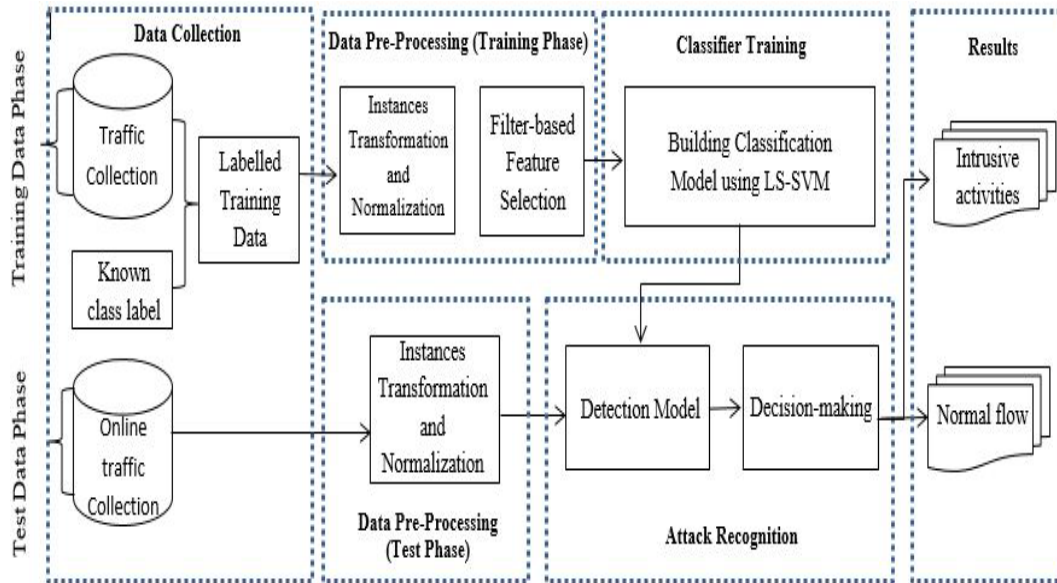 Training Data Phase
Test Data Phase
Data Collection
Traffic
Collection
Known
class label
Labelled
Training
Data
Online
traffic
Collection
Data Pre-Processing (Training Phase)
Instances
Transformation
and
Normalization
Filter-based
Feature
Selection
Classifier Training
Building Classification
Model using LS-SVM
Instances
Transformation
and
Normalization
Data Pre-Processing
(Test Phase)
Detection Model
Decision-making
Attack Recognition
Results
Intrusive
activities
Normal flow